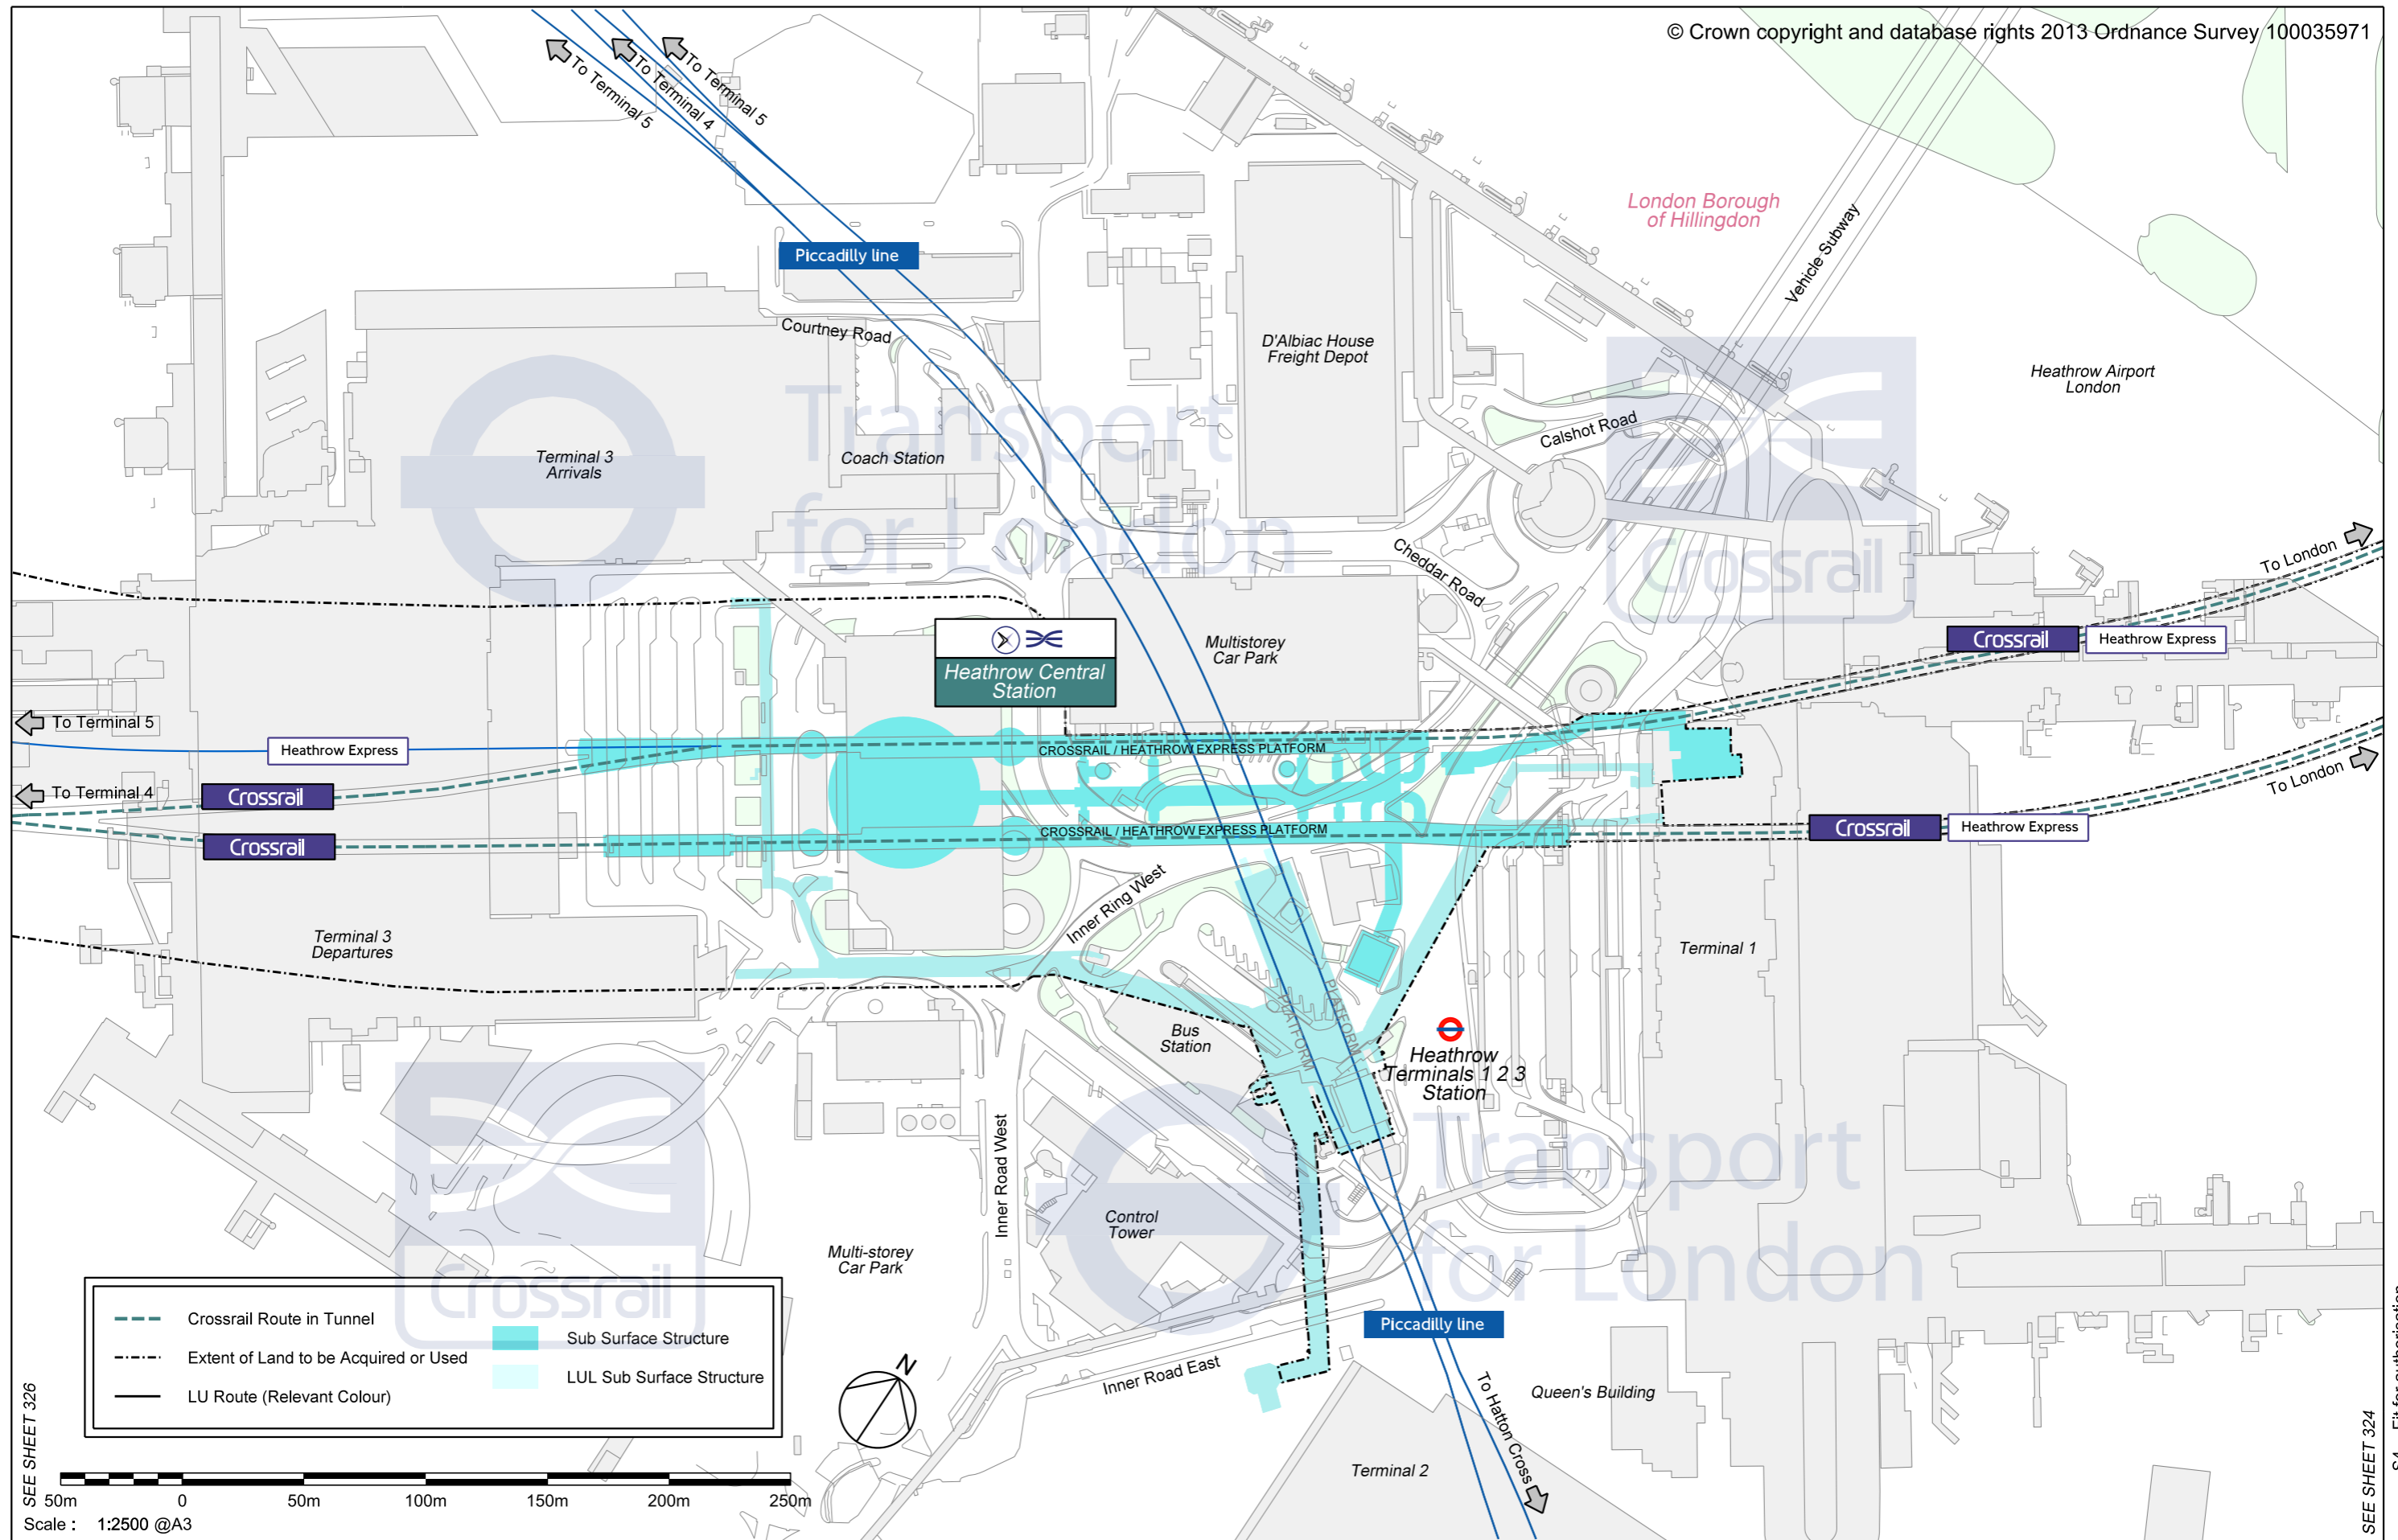 © Crown copyright and database rights 2013 Ordnance Survey 100035971
To Terminal 5
To Terminal 4
To Terminal 5
London Borough
of Hillingdon
Vehicle Subway
Piccadilly line
Courtney Road
D'Albiac House
Freight Depot
Heathrow Airport
London
Transport
for London
Crossrail
Calshot Road
Terminal 3
Arrivals
Coach Station
Cheddar Road
To London
Multistorey
Car Park
Heathrow Central
Station
Crossrail
Heathrow Express
To Terminal 5
Heathrow Express
CROSSRAIL / HEATHROW EXPRESS PLATFORM
To Terminal 4
Crossrail
To London
Crossrail
CROSSRAIL / HEATHROW EXPRESS PLATFORM
Crossrail
Heathrow Express
Inner Ring West
Terminal 3
Departures
Terminal 1
PLATFORM
PLATFORM
Bus
Station
Heathrow
Terminals 1 2 3
Station
Inner Road West
Transport
for London
Control
Tower
Multi-storey
Car Park
Crossrail
Crossrail Route in Tunnel
Extent of Land to be Acquired or Used
LU Route (Relevant Colour)
Sub Surface Structure
LUL Sub Surface Structure
N
Piccadilly line
Inner Road East
To Hatton Cross
Queen's Building
Terminal 2
SEE SHEET 326
SEE SHEET 324
50m 0 50m 100m 150m 200m 250m
Scale : 1:2500 @A3